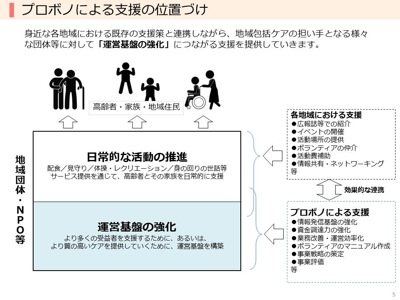 プロボノによる支援の位置づけ
身近な各地域における既存の支援策と連携しながら、地域包括ケアの担い手となる様々
な団体等に対して「運営基盤の強化」につながる支援を提供していきます。
高齢者・家族・地域住民
地域団体・NPO等
日常的な活動の推進
配食／見守り／体操・レクリエーション／身の回りの世話等
サービス提供を通じて、高齢者とその家族を日常的に支援
運営基盤の強化
より多くの受益者を支援するために、あるいは、
より質の高いケアを提供していくために、運営基盤を構築
各地域における支援
●広報誌等での紹介
●イベントの開催
●活動場所の提供
●ボランティアの仲介
●活動費補助
●情報共有・ネットワーキング
等
効果的な連携
プロボノによる支援
●情報発信基盤の強化
●資金調達力の強化
●業務改善・運営効率化
●ボランティアのマニュアル作成
●事業戦略の策定
●事業評価
等
5